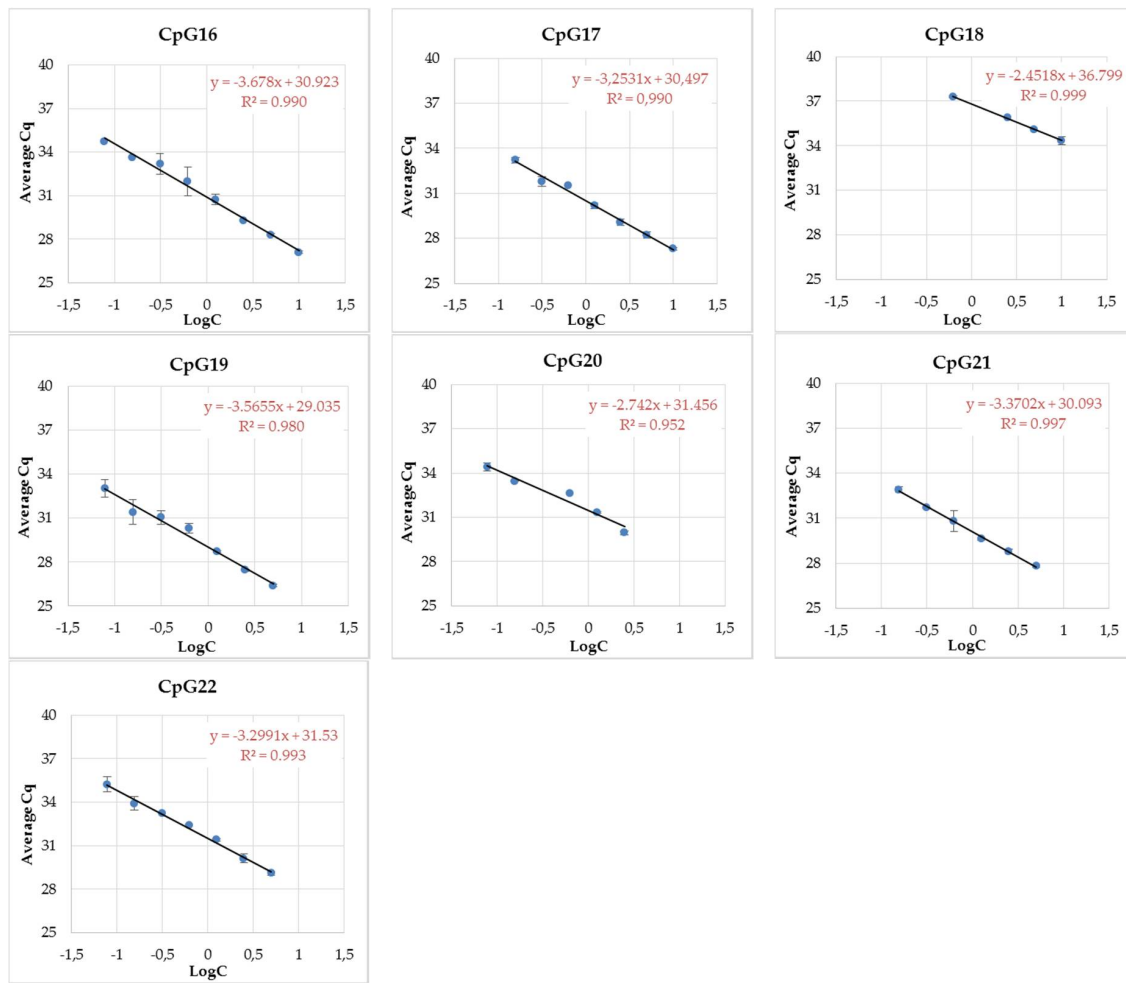 CpG16
y = -3.678x + 30.923
R² = 0.990
Average Cq
40
37
34
31
28
25
-1,5 -1 -0,5 0 0,5 1 1,5
LogC
CpG17
y = -3,2531x + 30,497
R² = 0,990
Average Cq
40
37
34
31
28
25
-1,5 -1 -0,5 0 0,5 1 1,5
LogC
CpG18
y = -2.4518x + 36.799
R² = 0.999
Average Cq
40
37
34
31
28
25
-1,5 -1 -0,5 0 0,5 1 1,5
LogC
CpG19
y = -3.5655x + 29.035
R² = 0.980
Average Cq
40
37
34
31
28
25
-1,5 -1 -0,5 0 0,5 1 1,5
LogC
CpG20
y = -2.742x + 31.456
R² = 0.952
Average Cq
40
37
34
31
28
25
-1,5 -1 -0,5 0 0,5 1 1,5
LogC
CpG21
y = -3.3702x + 30.093
R² = 0.997
Average Cq
40
37
34
31
28
25
-1,5 -1 -0,5 0 0,5 1 1,5
LogC
CpG22
y = -3.2991x + 31.53
R² = 0.993
Average Cq
40
37
34
31
28
25
-1,5 -1 -0,5 0 0,5 1 1,5
LogC